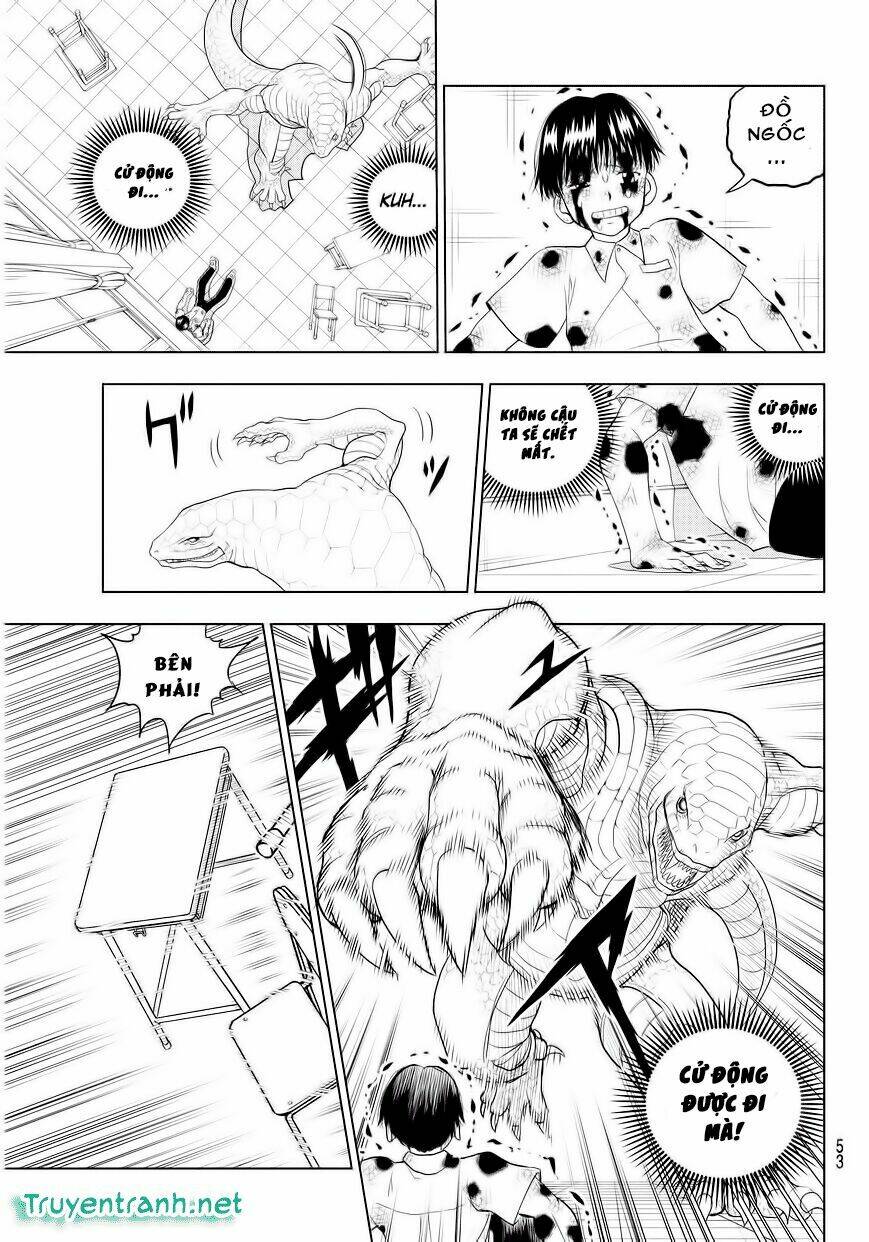 ĐỒ
NGỐC
...
KUH...
CỬ ĐỘNG
ĐI...
CỬ ĐỘNG
ĐI...
KHÔNG CẬU
TA SẼ CHẾT
MẤT.
BÊN
PHẢI!
CỬ ĐỘNG
ĐƯỢC ĐI
MÀ!
53
Truyentranh.net